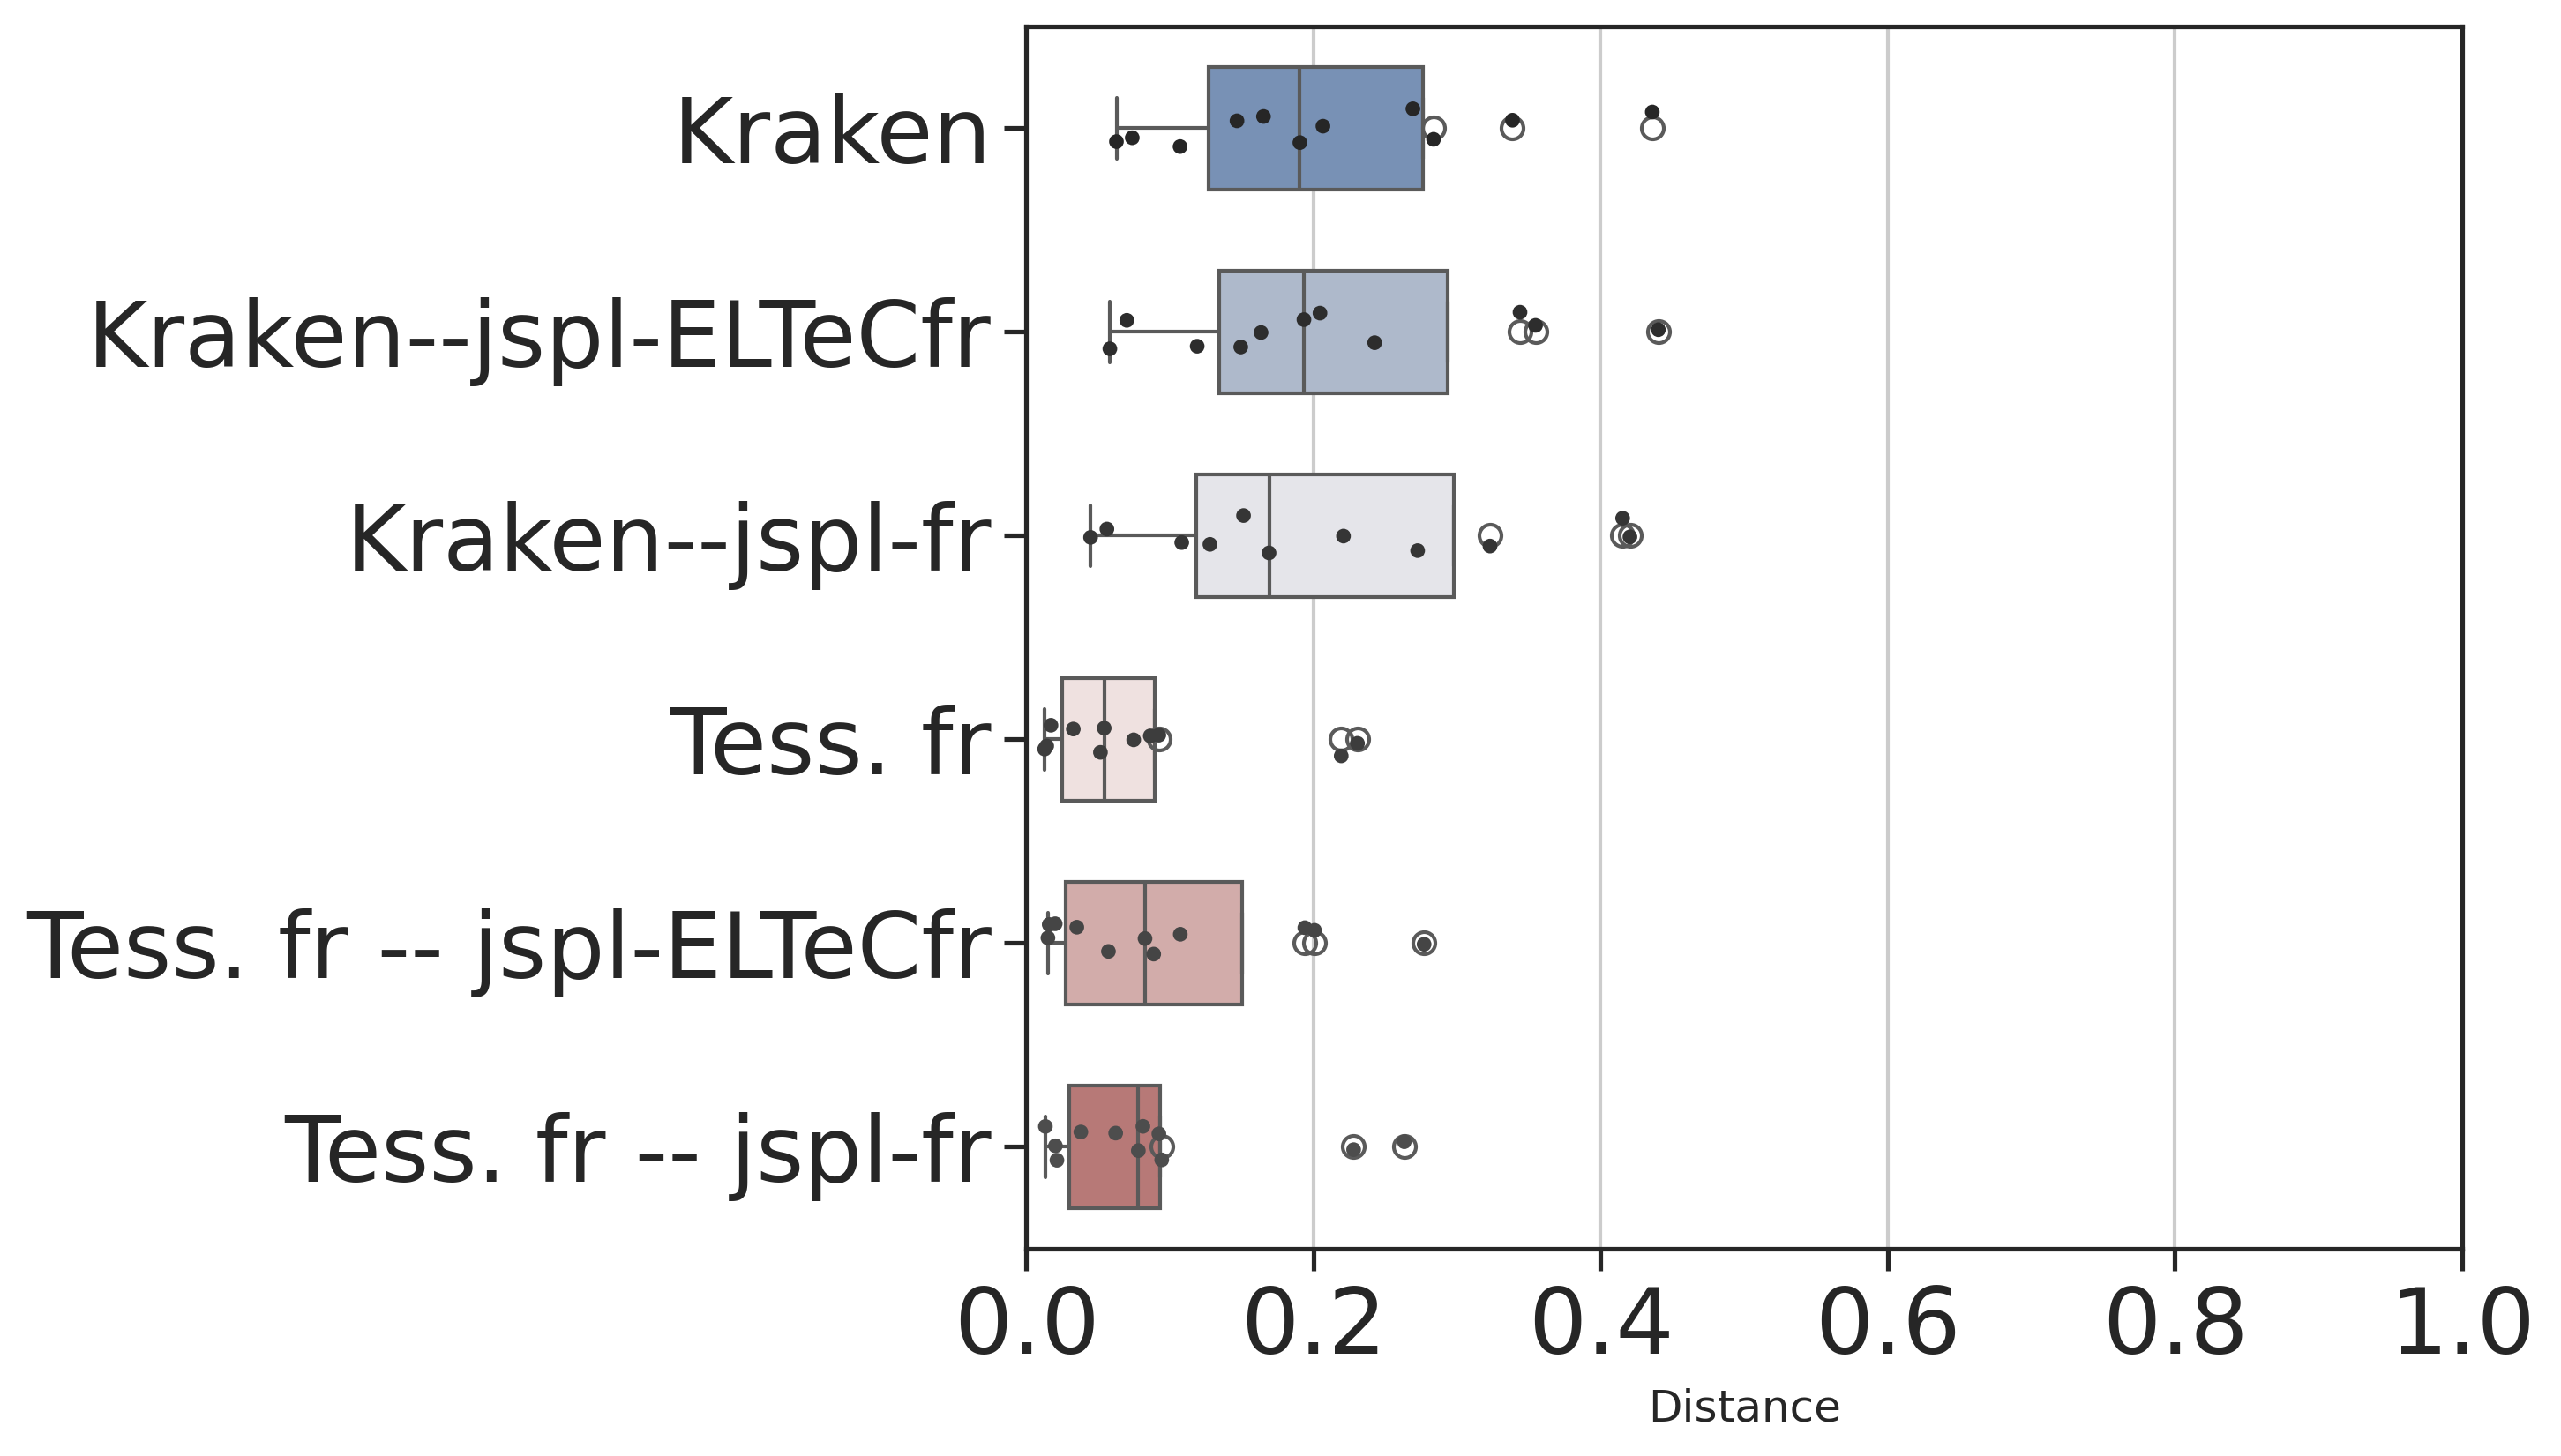 Kraken
Kraken--jspl-ELTeCfr
Kraken--jspl-fr
Tess. fr
Tess. fr -- jspl-ELTeCfr
Tess. fr -- jspl-fr
0.0 0.2 0.4 0.6 0.8 1.0
Distance